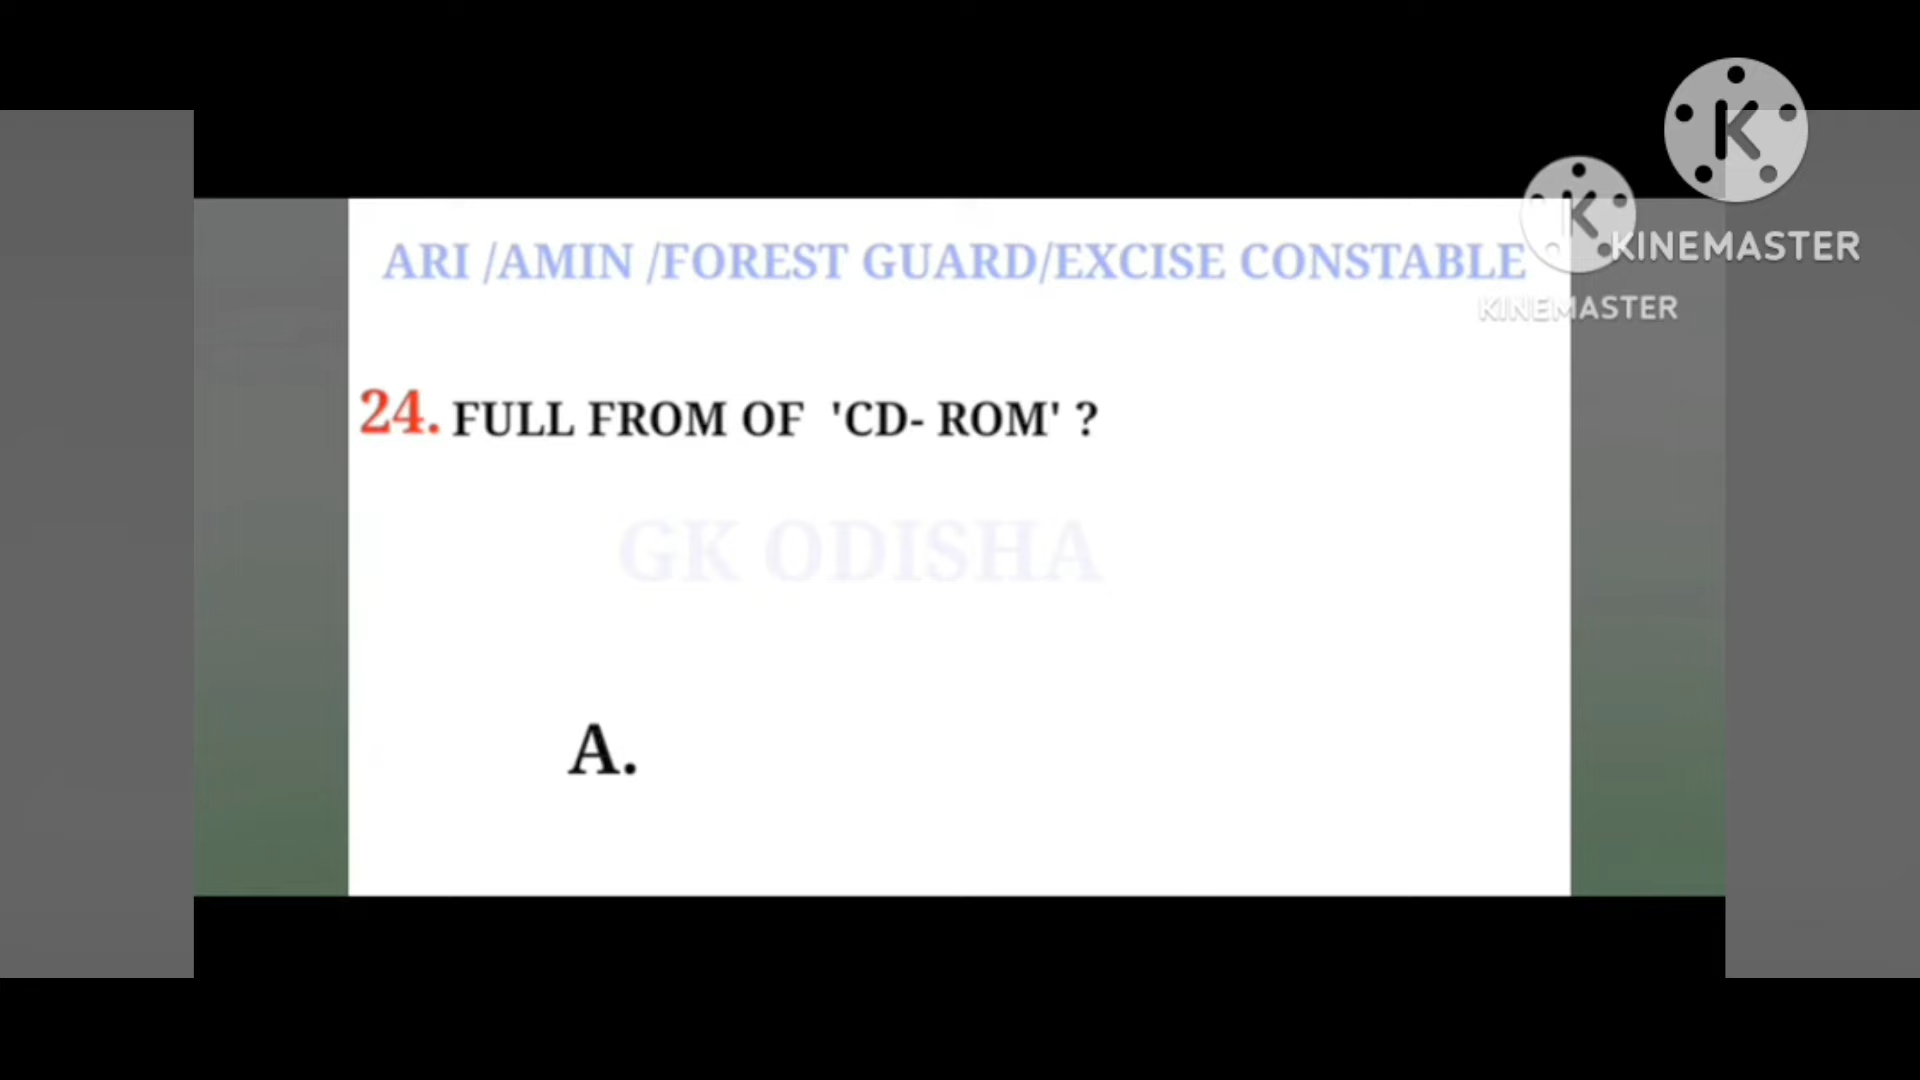 ARI /AMIN /FOREST GUARD/EXCISE CONSTABLE
KINEMASTER
KINEMASTER
24. FULL FROM OF 'CD- ROM' ?
GK ODISHA
A.